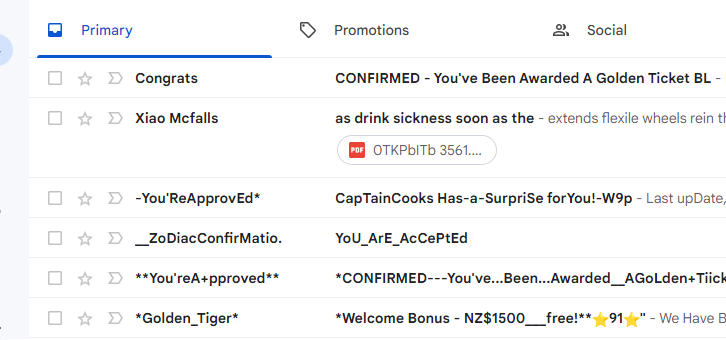 Primary Promotions Social
Congrats CONFIRMED - You've Been Awarded A Golden Ticket BL -
Xiao Mcfalls as drink sickness soon as the - extends flexile wheels rein
PDF OTKPbITb 3561....
-You'ReApprovEd* CapTainCooks Has-a-SurpriSe forYou!-W9p - Last upDate,
__ZoDiacConfirMatio. YoU_ArE_AcCePtEd
**You'reA+pproved** *CONFIRMED---You've...Been...Awarded__AGoLden+Tiick
*Golden_Tiger* *Welcome Bonus - NZ$1500___free!**⭐91⭐" - We Have B